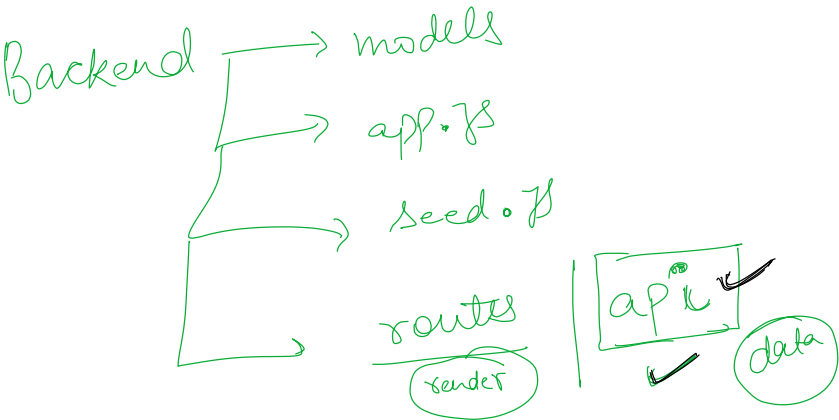 Backend
models
app.js
seed.js
routes
api
render
data